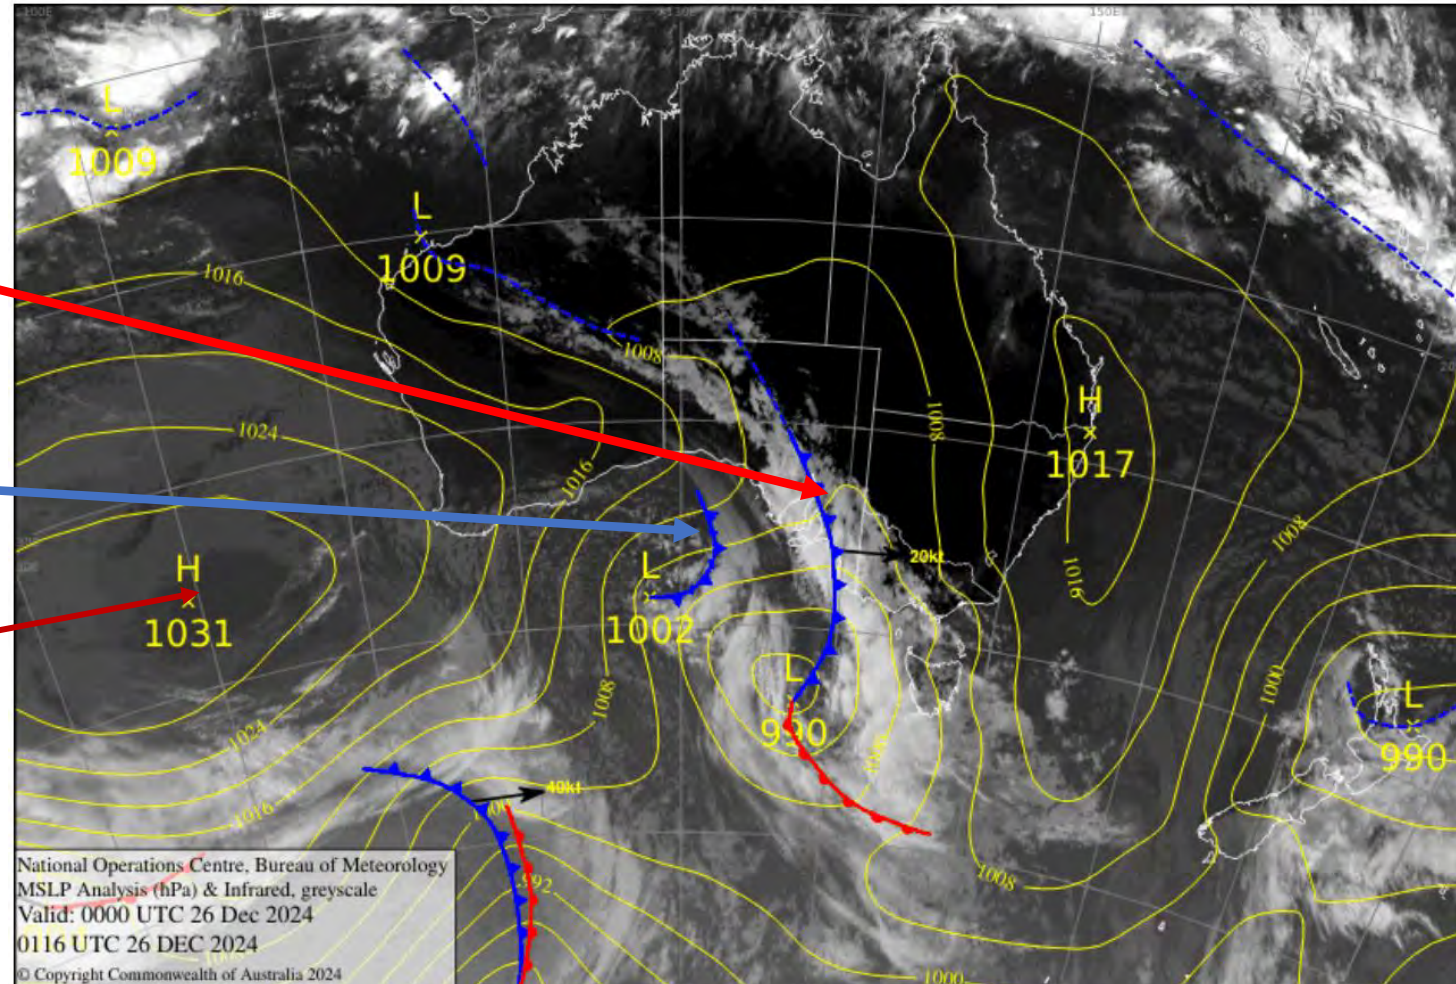 100E
150E
L
1009
L
1009
1016
1008
1024
1016
1008
H
1017
1008
20kt
1016
H
1031
L
1002
1008
L
990
1000
L
990
1024
1016
40kt
1008
992
1000
National Operations Centre, Bureau of Meteorology
MSLP Analysis (hPa) & Infrared, greyscale
Valid: 0000 UTC 26 Dec 2024
0116 UTC 26 DEC 2024
© Copyright Commonwealth of Australia 2024